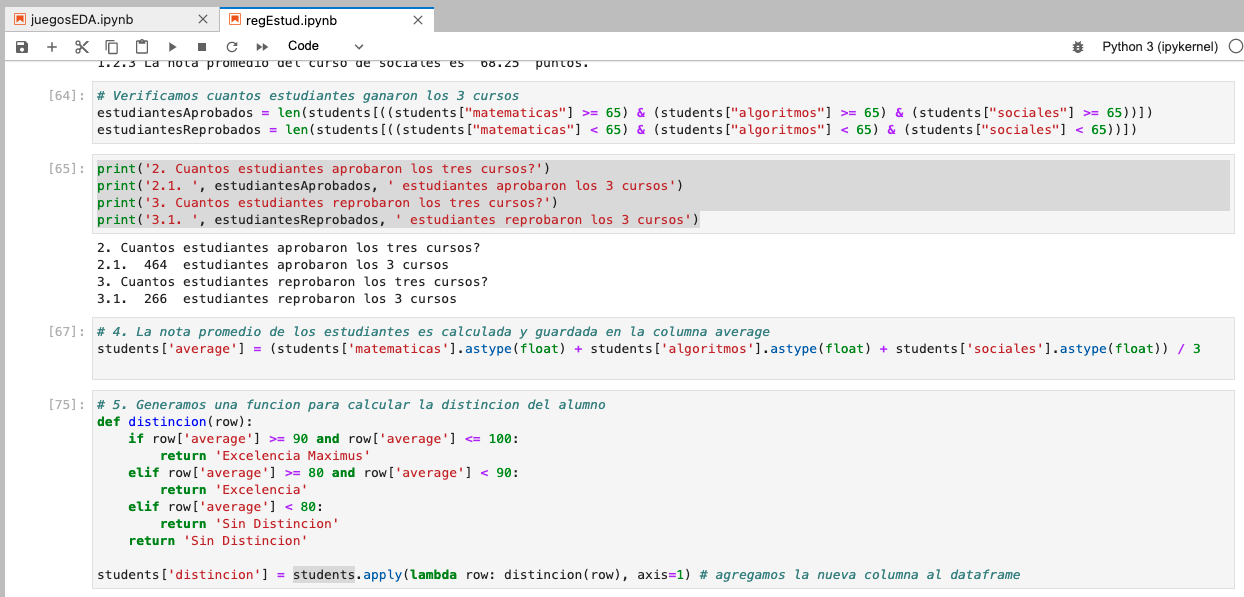 juegosEDA.ipynb
regEstud.ipynb
Code
Python 3 (ipykernel)
1.2.3 La nota promedio del curso de sociales es  68.25  puntos.
[64]:
# Verificamos cuantos estudiantes ganaron los 3 cursos
estudiantesAprobados = len(students[((students["matematicas"] >= 65) & (students["algoritmos"] >= 65) & (students["sociales"] >= 65))])
estudiantesReprobados = len(students[((students["matematicas"] < 65) & (students["algoritmos"] < 65) & (students["sociales"] < 65))])
[65]:
print('2. Cuantos estudiantes aprobaron los tres cursos?')
print('2.1. ', estudiantesAprobados, ' estudiantes aprobaron los 3 cursos')
print('3. Cuantos estudiantes reprobaron los tres cursos?')
print('3.1. ', estudiantesReprobados, ' estudiantes reprobaron los 3 cursos')
2. Cuantos estudiantes aprobaron los tres cursos?
2.1.  464  estudiantes aprobaron los 3 cursos
3. Cuantos estudiantes reprobaron los tres cursos?
3.1.  266  estudiantes reprobaron los 3 cursos
[67]:
# 4. La nota promedio de los estudiantes es calculada y guardada en la columna average
students['average'] = (students['matematicas'].astype(float) + students['algoritmos'].astype(float) + students['sociales'].astype(float)) / 3
[75]:
# 5. Generamos una funcion para calcular la distincion del alumno
def distincion(row):
    if row['average'] >= 90 and row['average'] <= 100:
        return 'Excelencia Maximus'
    elif row['average'] >= 80 and row['average'] < 90:
        return 'Excelencia'
    elif row['average'] < 80:
        return 'Sin Distincion'
    return 'Sin Distincion'
students['distincion'] = students.apply(lambda row: distincion(row), axis=1) # agregamos la nueva columna al dataframe